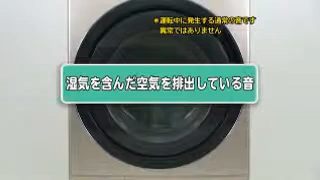 ※運転中に発生する通常の音です
異常ではありません
湿気を含んだ空気を排出している音